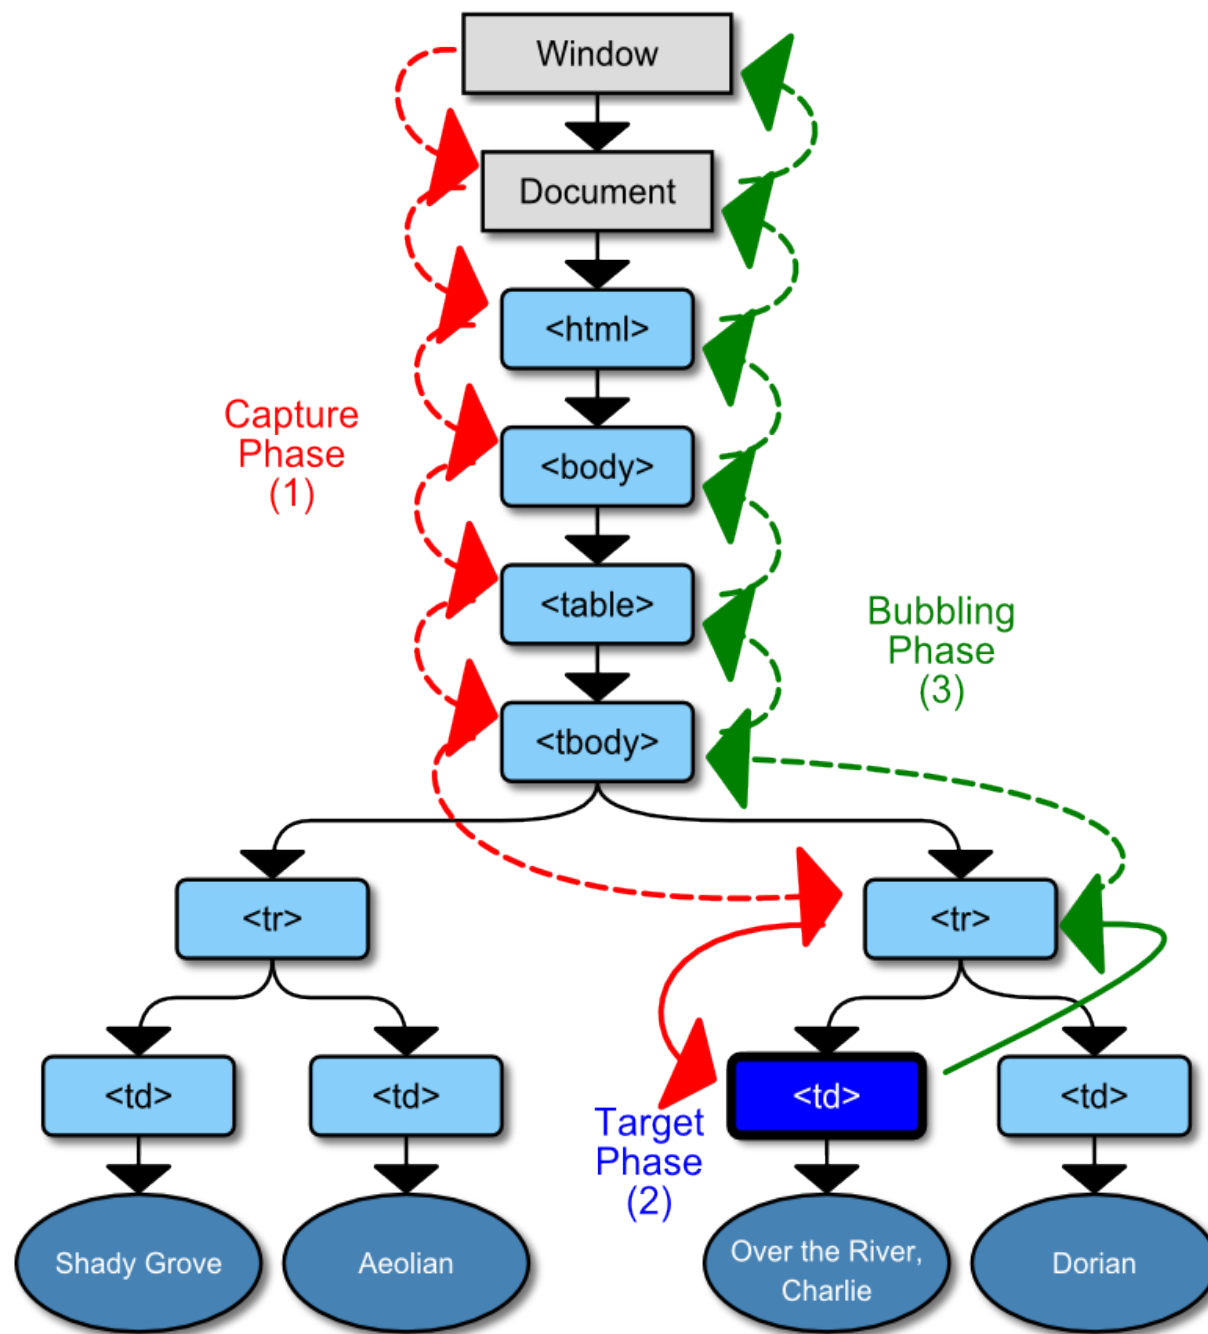 Window
Document
<html>
Capture
Phase
(1)
<body>
<table>
Bubbling
Phase
(3)
<tbody>
<tr>
<tr>
<td>
<td>
<td>
<td>
Target
Phase
(2)
Shady Grove
Aeolian
Over the River,
Charlie
Dorian